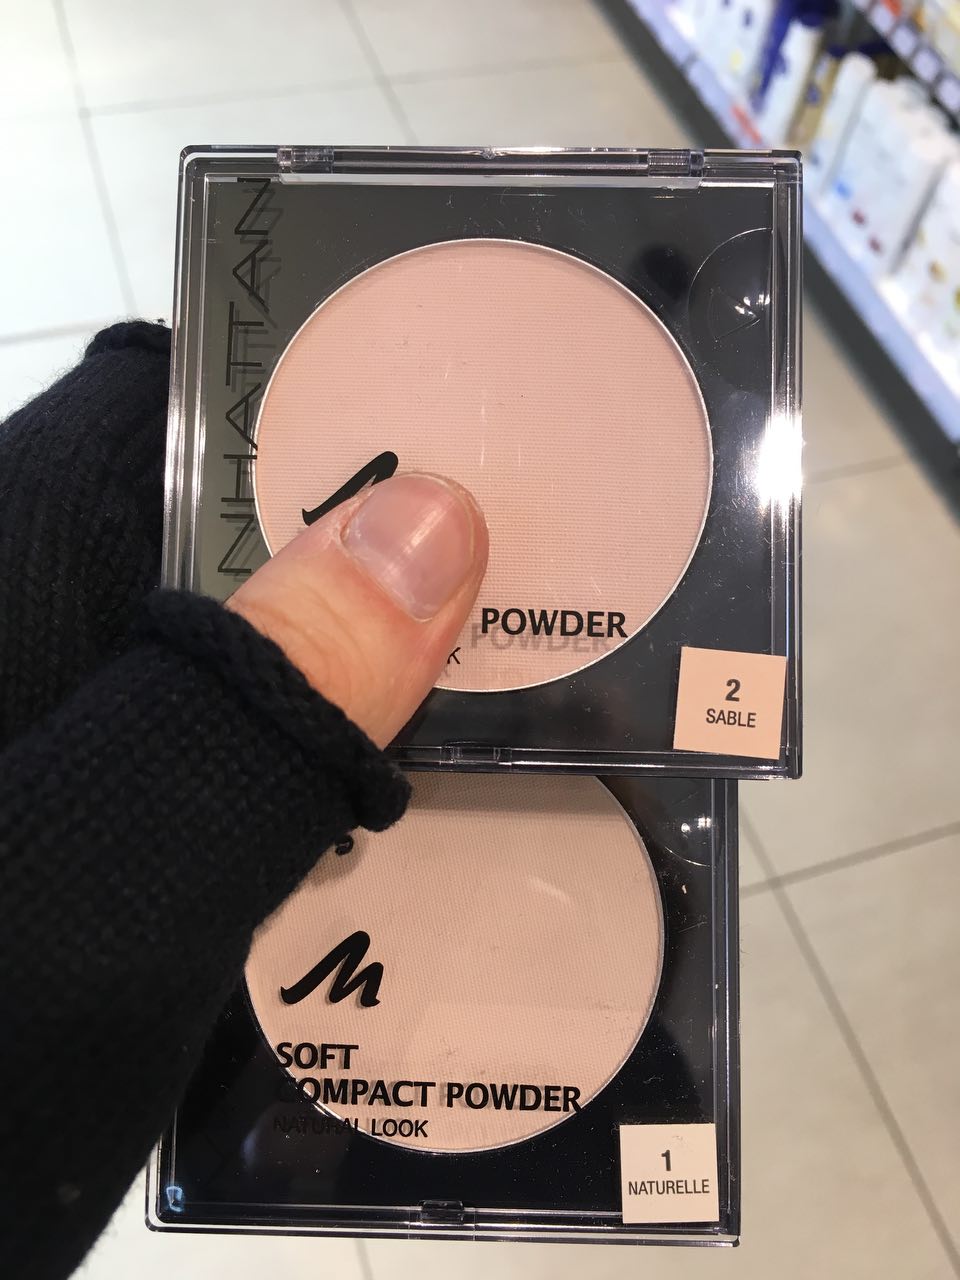 NHATTAN
POWDER
K
2
SABLE
M
SOFT
COMPACT POWDER
NATURAL LOOK
1
NATURELLE